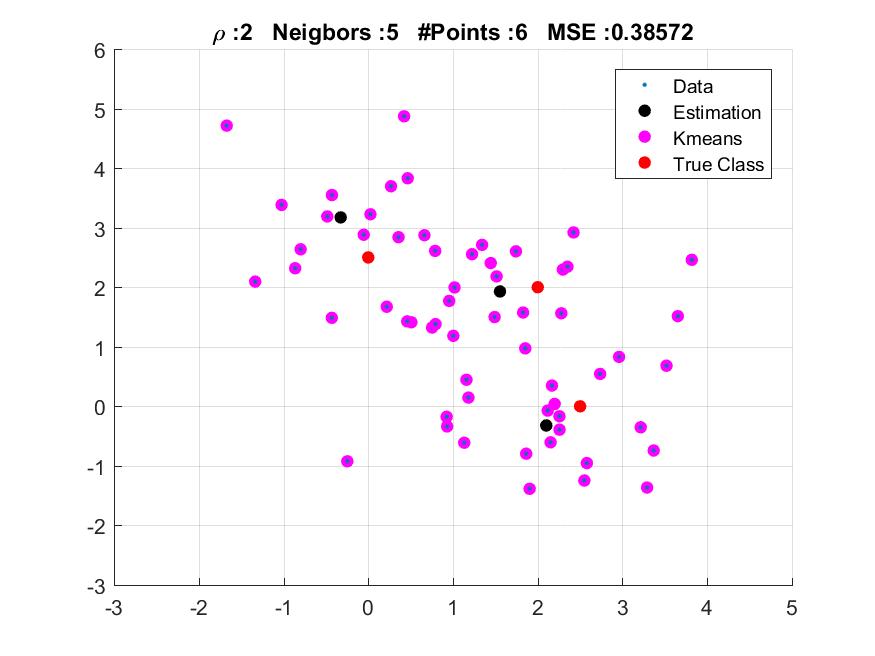 ρ :2 Neigbors :5 #Points :6 MSE :0.38572
6
5
4
3
2
1
0
-1
-2
-3
-3 -2 -1 0 1 2 3 4 5
Data
Estimation
Kmeans
True Class